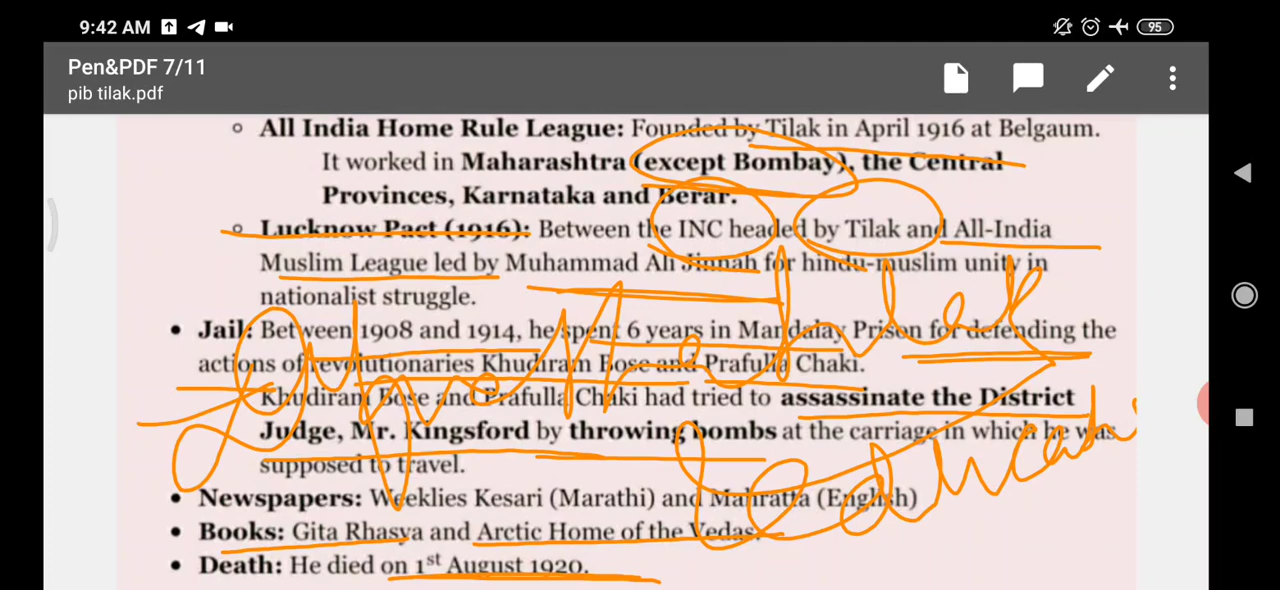 9:42 AM 95
Pen&PDF 7/11
pib tilak.pdf
o All India Home Rule League: Founded by Tilak in April 1916 at Belgaum.
It worked in Maharashtra (except Bombay), the Central
Provinces, Karnataka and Berar.
o Lucknow Pact (1916): Between the INC headed by Tilak and All-India
Muslim League led by Muhammad Ali Jinnah for hindu-muslim unity in
nationalist struggle.
• Jail: Between 1908 and 1914, he spent 6 years in Mandalay Prison for defending the
actions of revolutionaries Khudiram Bose and Prafulla Chaki.
Khudiram Bose and Prafulla Chaki had tried to assassinate the District
Judge, Mr. Kingsford by throwing bombs at the carriage in which he was
supposed to travel.
• Newspapers: Weeklies Kesari (Marathi) and Mahratta (English)
• Books: Gita Rhasya and Arctic Home of the Vedas.
• Death: He died on 1st August 1920.